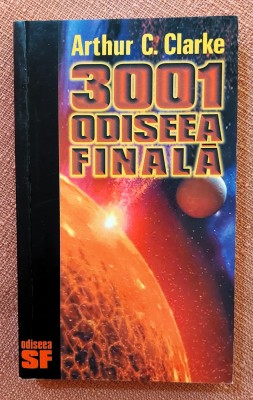 Arthur C. Clarke
3001
ODISEEA
FINALĂ
odiseea
SF